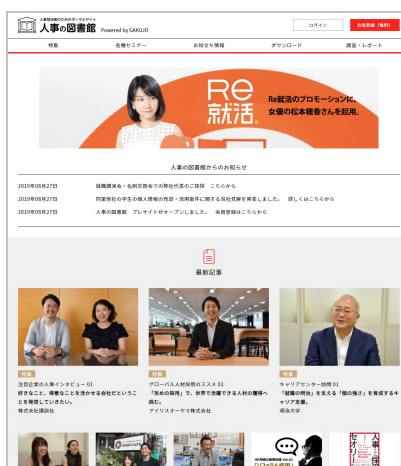 人事担当者のためのポータルサイト
人事の図書館 Powered by GAKUJO
ログイン
会員登録（無料）
特集
各種セミナー
お役立ち情報
ダウンロード
調査・レポート
Re
就活。
Re就活のプロモーションに、
女優の松本穂香さんを起用。
人事の図書館からのお知らせ
2019年08月27日 就職講演会・名刺交換会での弊社代表のご挨拶 こちらから
2019年08月27日 同業他社の学生の個人情報の売却・流用案件に関する当社見解を発表しました。 詳しくはこちらから
2019年08月27日 人事の図書館 プレサイトがオープンしました。 会員登録はこちらから
最新記事
特集
注目企業の人事インタビュー 01
好きなこと、得意なことを活かせる会社だというこ
とを発信していきたい。
株式会社講談社
特集
グローバル人材採用のススメ 01
「攻めの採用」で、世界で活躍できる人材の獲得へ
挑む。
アイリスオーヤマ株式会社
特集
キャリアセンター訪問 01
「就職の明治」を支える「個の強さ」を育成するキ
ャリア支援。
明治大学
人事と採用
セオリー